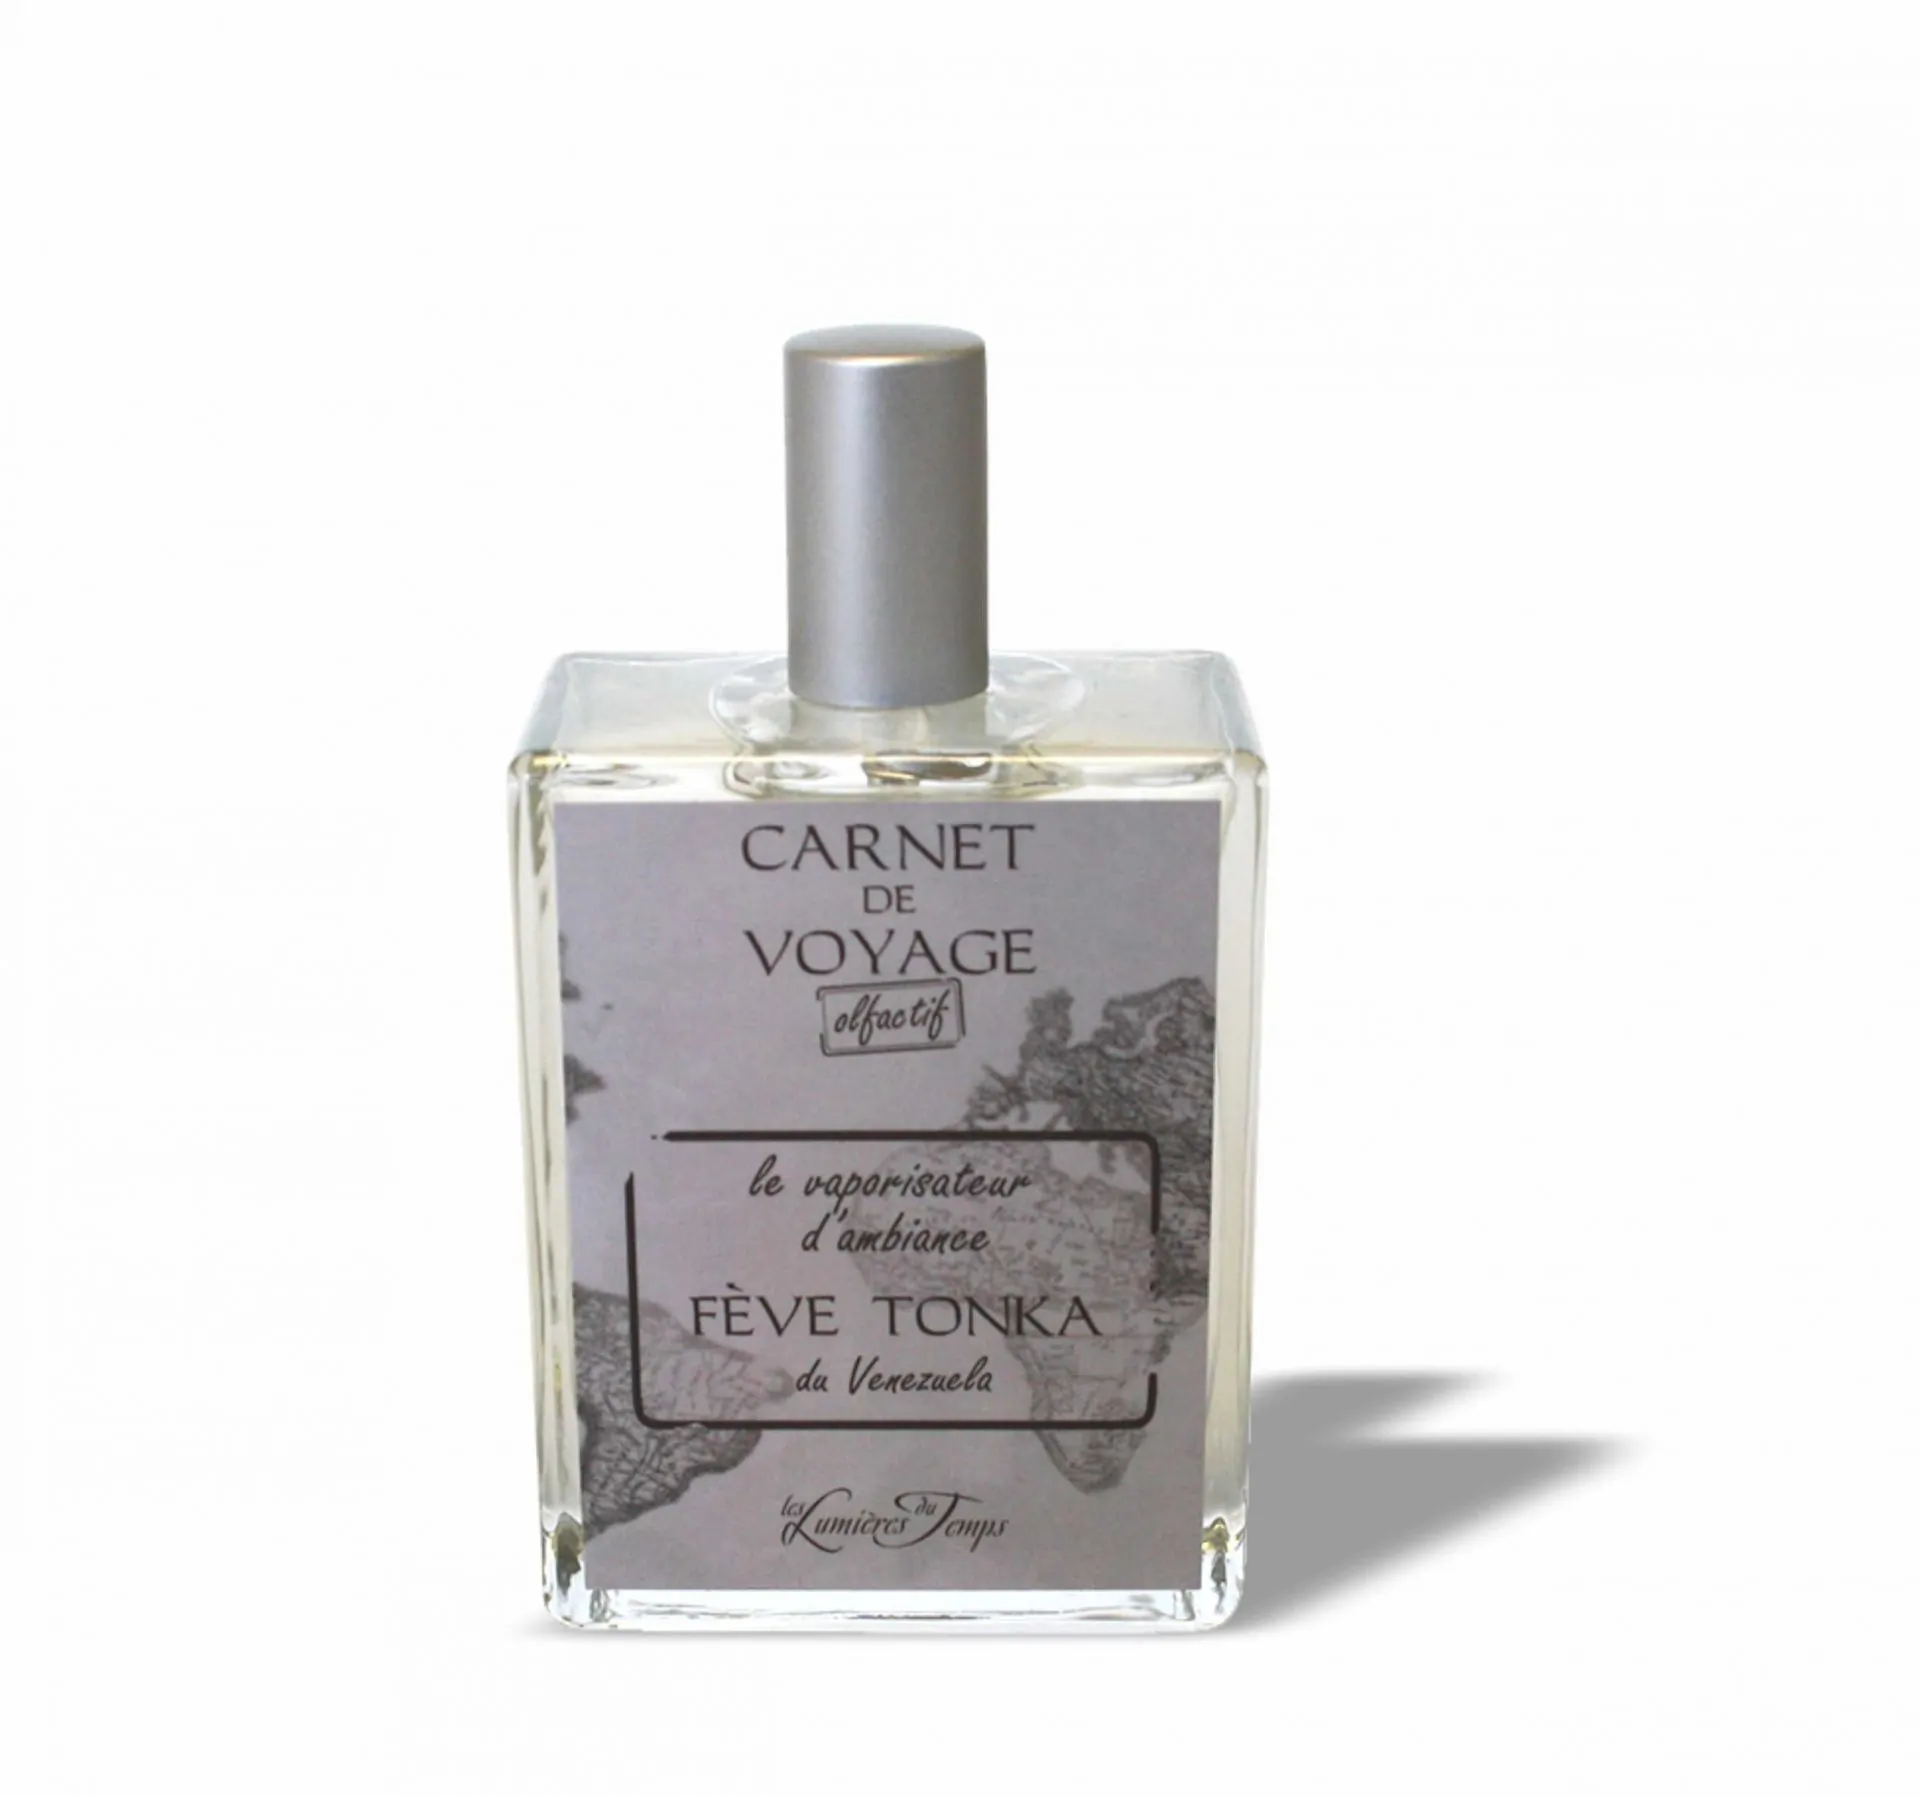 CARNET
DE
VOYAGE
olfactif
le vaporisateur
d'ambiance
FÈVE TONKA
du Venezuela
les Lumières du Temps